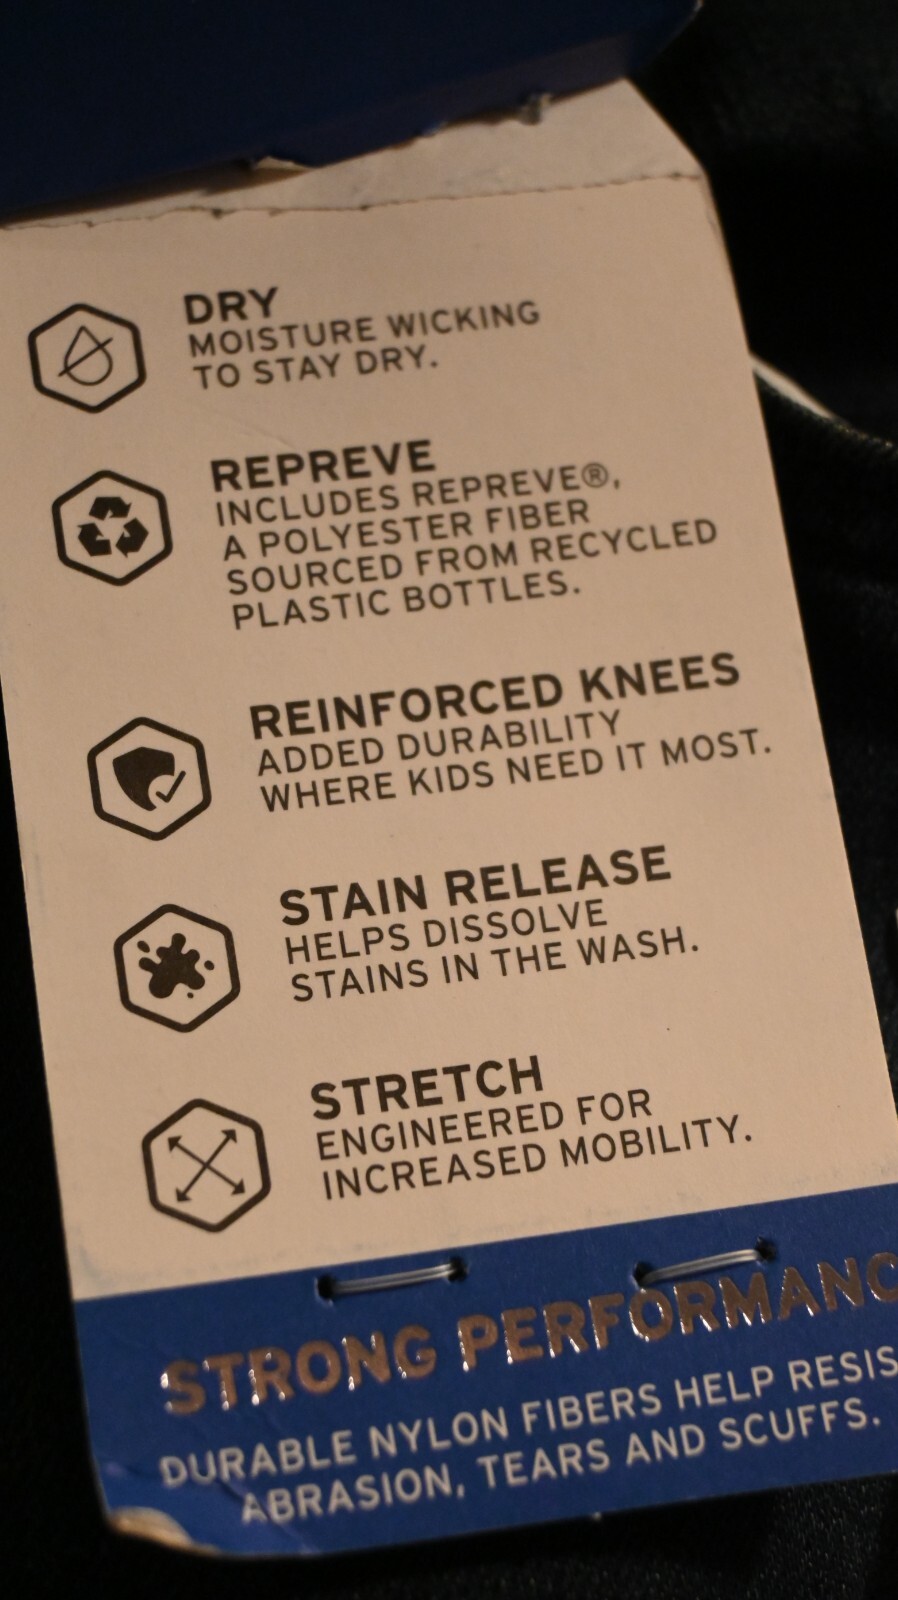 DRY
MOISTURE WICKING
TO STAY DRY.
REPREVE
INCLUDES REPREVE®,
A POLYESTER FIBER
SOURCED FROM RECYCLED
PLASTIC BOTTLES.
REINFORCED KNEES
ADDED DURABILITY
WHERE KIDS NEED IT MOST.
STAIN RELEASE
HELPS DISSOLVE
STAINS IN THE WASH.
STRETCH
ENGINEERED FOR
INCREASED MOBILITY.
STRONG PERFORMANC
DURABLE NYLON FIBERS HELP RESIS
ABRASION, TEARS AND SCUFFS.